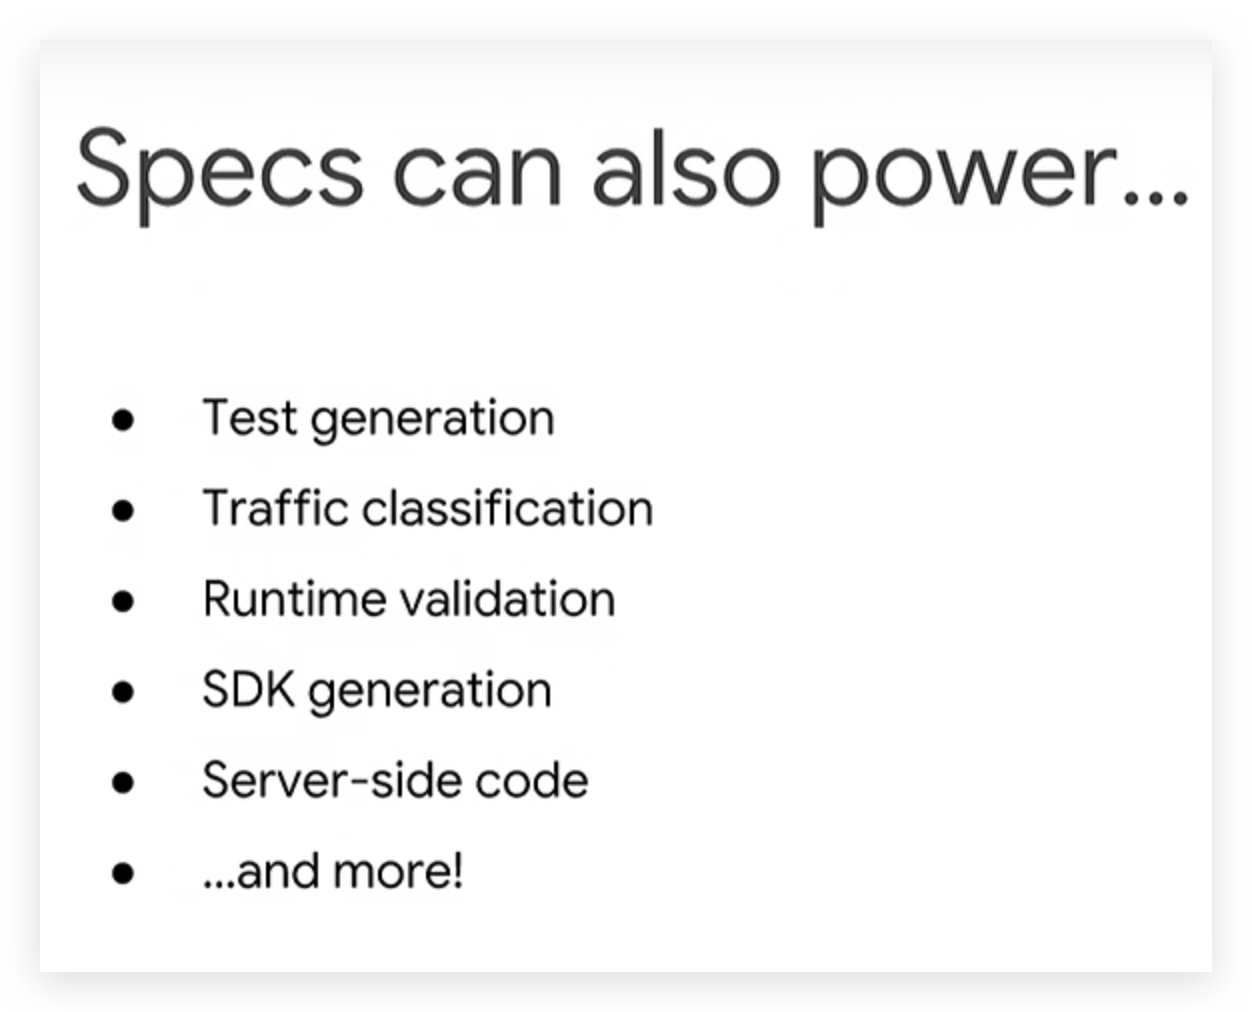 Specs can also power...
● Test generation
● Traffic classification
● Runtime validation
● SDK generation
● Server-side code
● ...and more!